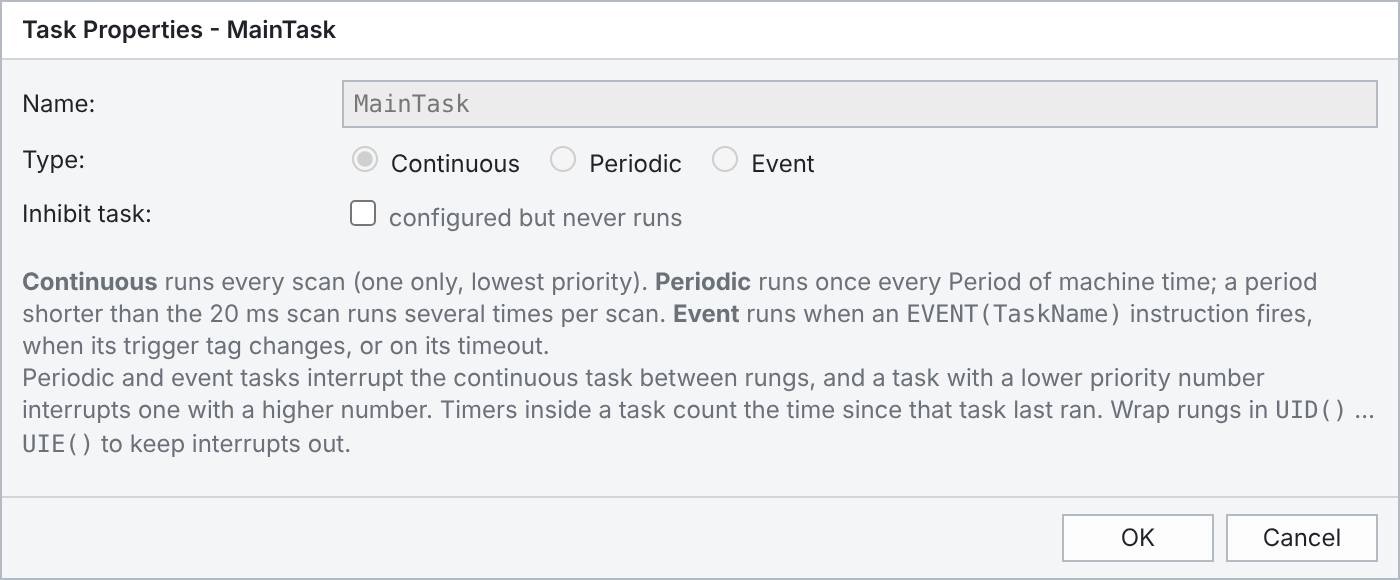 Task Properties - MainTask
Name: MainTask
Type: Continuous Periodic Event
Inhibit task: configured but never runs
Continuous runs every scan (one only, lowest priority). Periodic runs once every Period of machine time; a period
shorter than the 20 ms scan runs several times per scan. Event runs when an EVENT(TaskName) instruction fires,
when its trigger tag changes, or on its timeout.
Periodic and event tasks interrupt the continuous task between rungs, and a task with a lower priority number
interrupts one with a higher number. Timers inside a task count the time since that task last ran. Wrap rungs in UID() …
UIE() to keep interrupts out.
OK Cancel